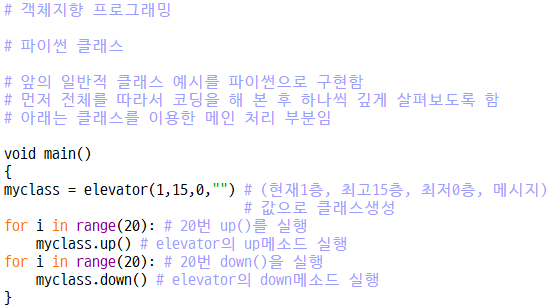 # 객체지향 프로그래밍
# 파이썬 클래스
# 앞의 일반적 클래스 예시를 파이썬으로 구현함
# 먼저 전체를 따라서 코딩을 해 본 후 하나씩 깊게 살펴보도록 함
# 아래는 클래스를 이용한 메인 처리 부분임
void main()
{
myclass = elevator(1,15,0,"") # (현재1층, 최고15층, 최저0층, 메시지)
# 값으로 클래스생성
for i in range(20): # 20번 up()를 실행
myclass.up() # elevator의 up메소드 실행
for i in range(20): # 20번 down()을 실행
myclass.down() # elevator의 down메소드 실행
}